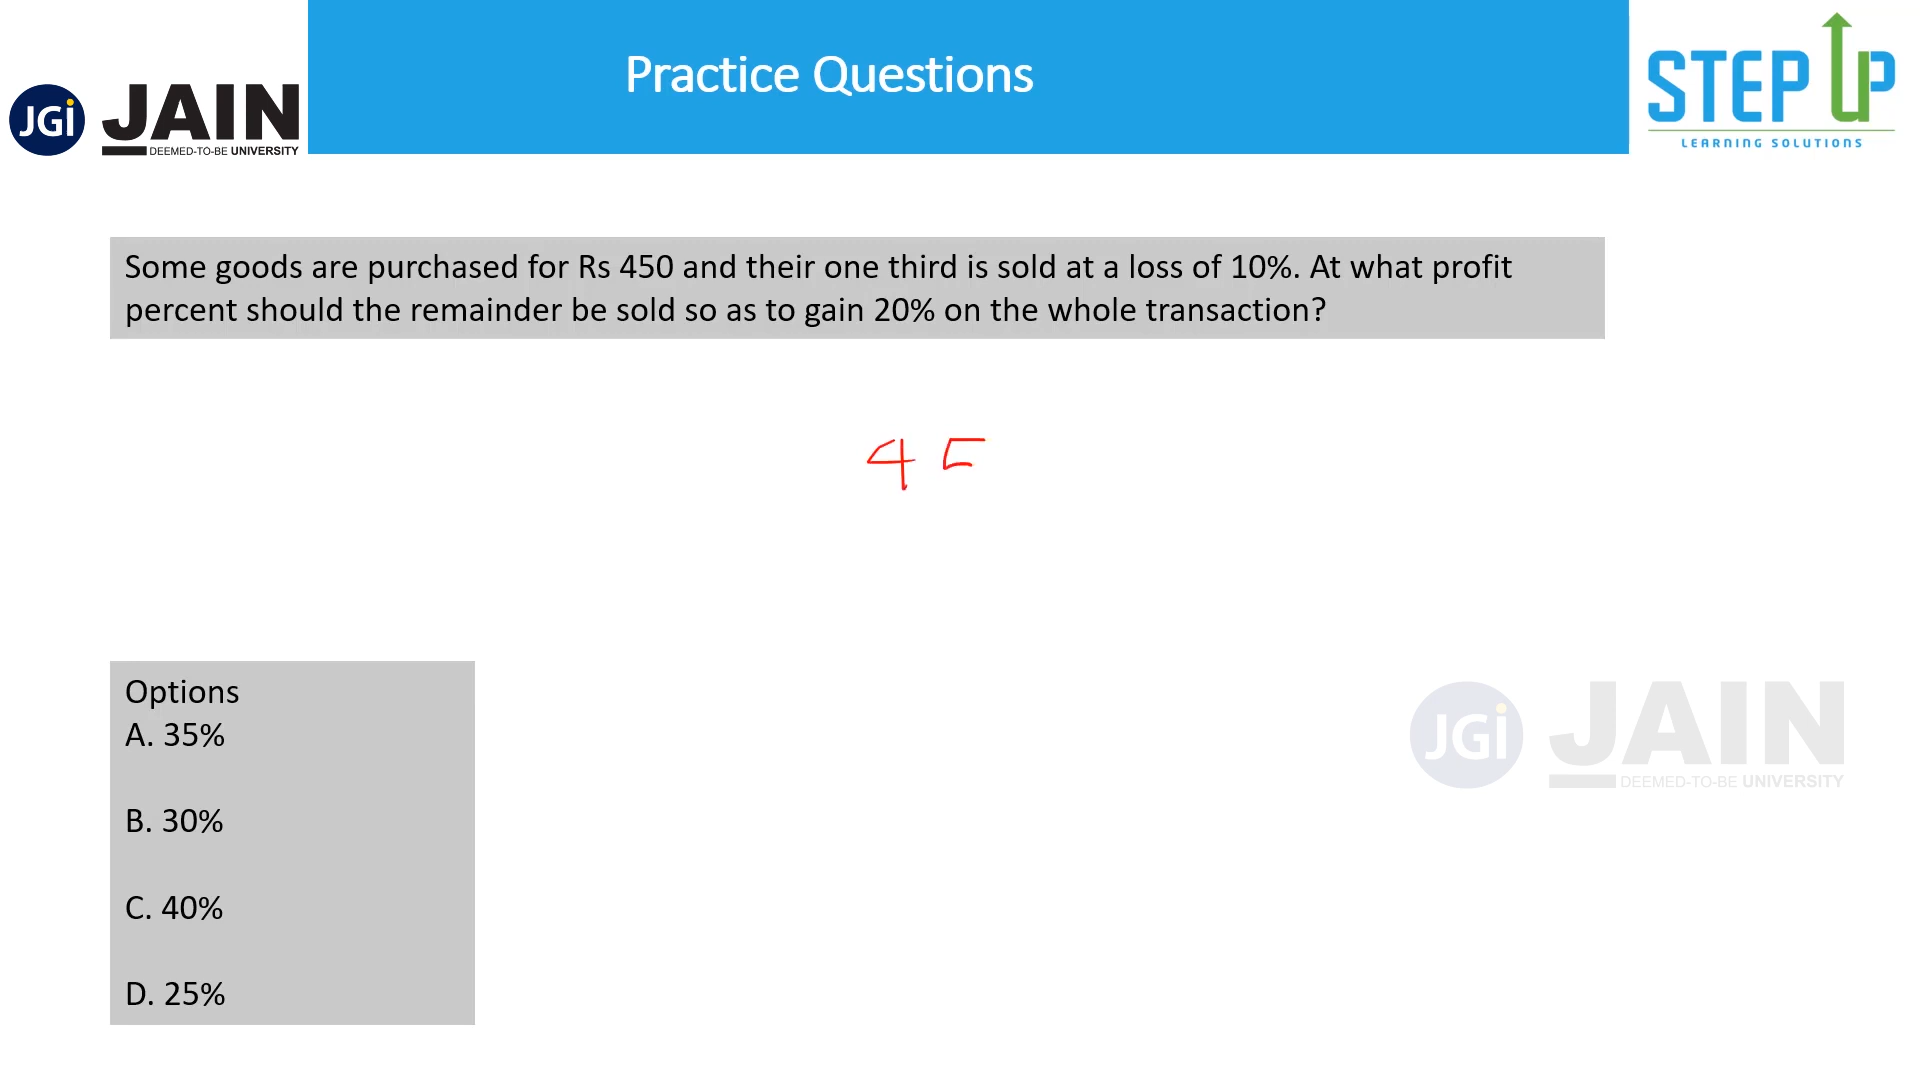 Practice Questions
JGi JAIN
DEEMED-TO-BE UNIVERSITY
STEP UP
LEARNING SOLUTIONS
Some goods are purchased for Rs 450 and their one third is sold at a loss of 10%. At what profit
percent should the remainder be sold so as to gain 20% on the whole transaction?
4 5
Options
A. 35%
B. 30%
C. 40%
D. 25%
JGi JAIN
DEEMED-TO-BE UNIVERSITY